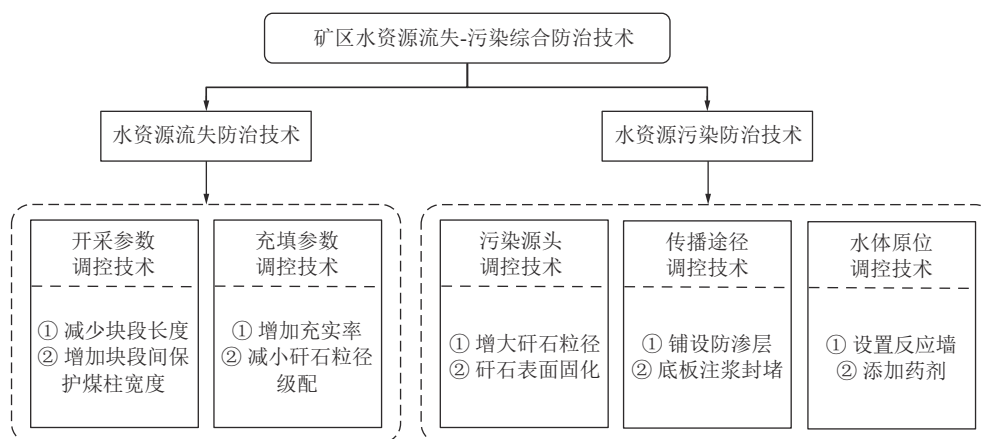 矿区水资源流失-污染综合防治技术
水资源流失防治技术
水资源污染防治技术
开采参数
调控技术
① 减少块段长度
② 增加块段间保
护煤柱宽度
充填参数
调控技术
① 增加充实率
② 减小矸石粒径
级配
污染源头
调控技术
① 增大矸石粒径
② 矸石表面固化
传播途径
调控技术
① 铺设防渗层
② 底板注浆封堵
水体原位
调控技术
① 设置反应墙
② 添加药剂